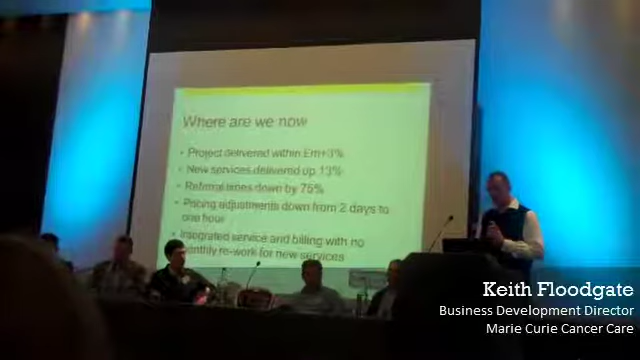 Where are we now
- Project delivered within Em+3%
- New services delivered up 13%
- Referral times down by 75%
- Pricing adjustments down from 2 days to
one hour
- Integrated service and billing with no
monthly re-work for new services
Keith Floodgate
Business Development Director
Marie Curie Cancer Care